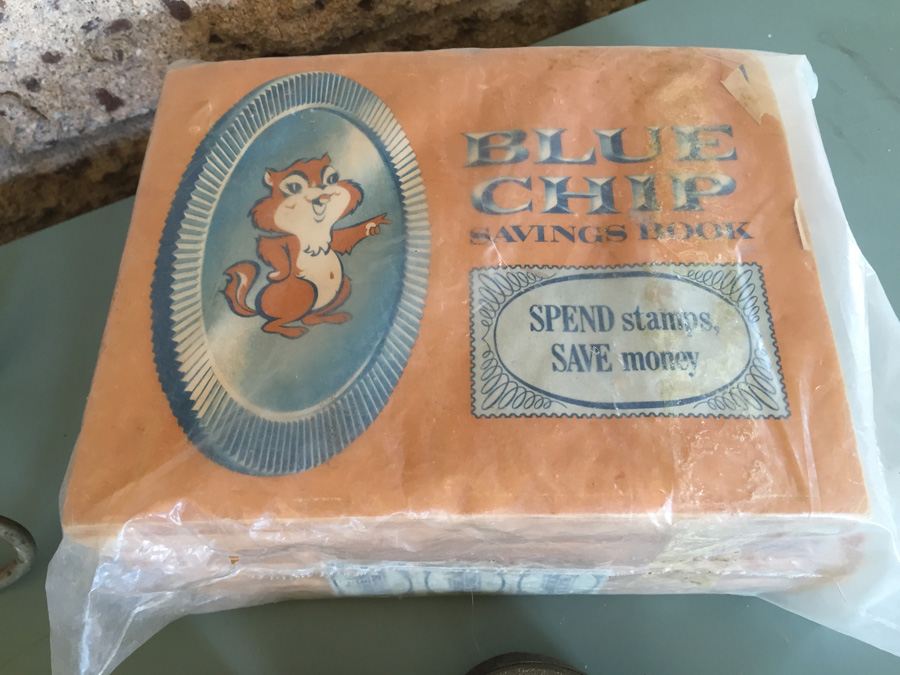 BLUE
CHIP
SAVINGS BOOK
SPEND stamps,
SAVE money